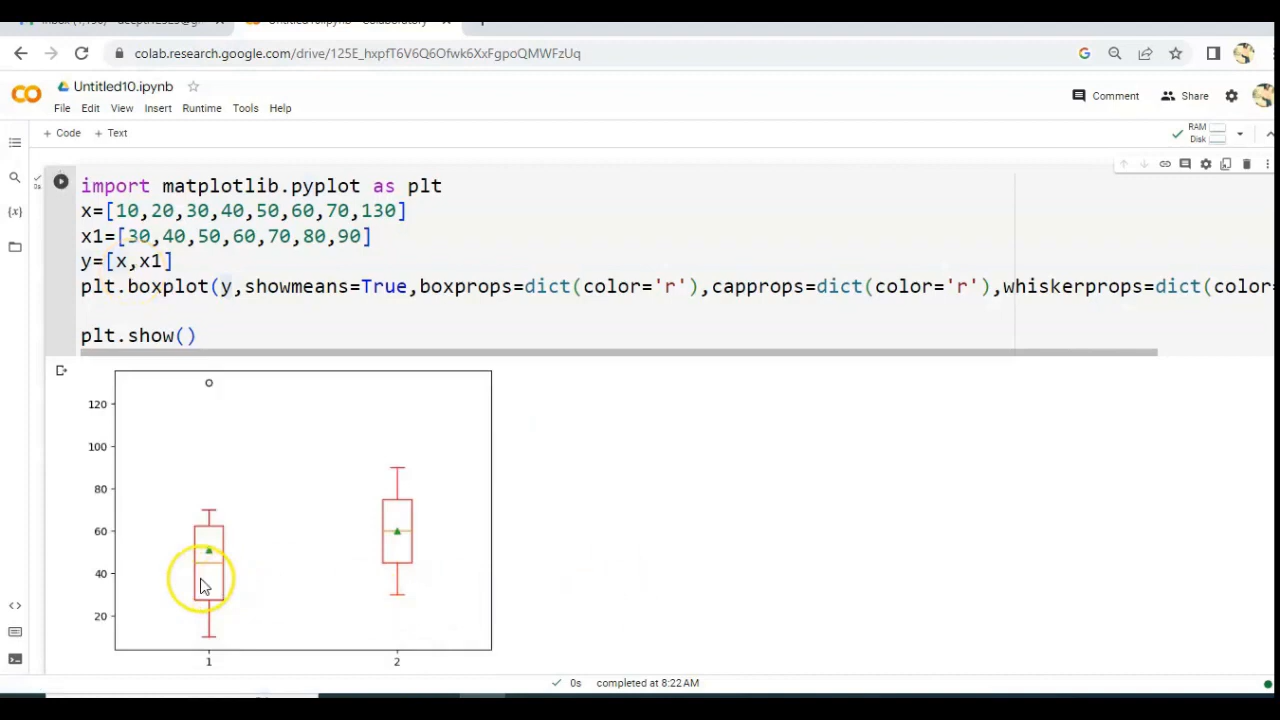 colab.research.google.com/drive/125E_hxpfT6V6Q6Ofwk6XxFgpoQMWFzUq
Untitled10.ipynb
File Edit View Insert Runtime Tools Help
Comment Share
+ Code + Text
RAM
Disk
import matplotlib.pyplot as plt
x=[10,20,30,40,50,60,70,130]
x1=[30,40,50,60,70,80,90]
y=[x,x1]
plt.boxplot(y,showmeans=True,boxprops=dict(color='r'),capprops=dict(color='r'),whiskerprops=dict(color=
plt.show()
0s
{x}
120
100
80
60
40
20
1 2
0s completed at 8:22AM